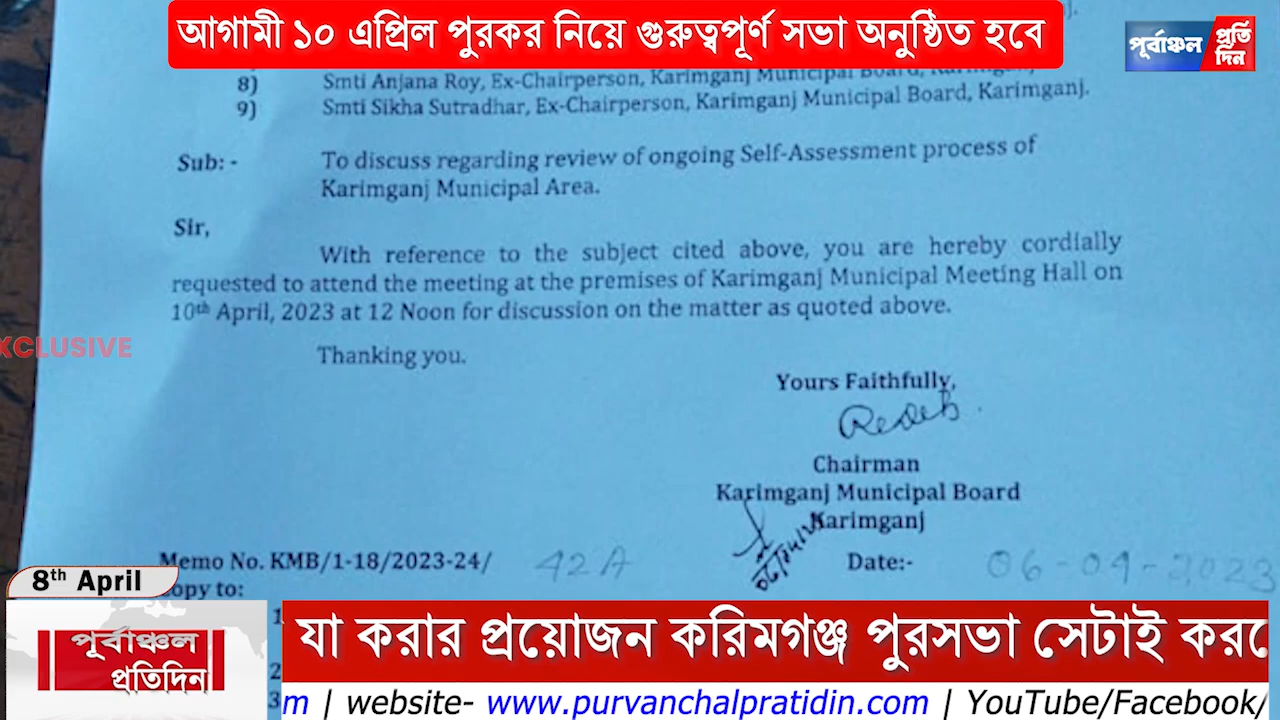 আগামী ১০ এপ্রিল পুরকর নিয়ে গুরুত্বপূর্ণ সভা অনুষ্ঠিত হবে
পূর্বাঞ্চল প্রতিদিন
8) Smti Anjana Roy, Ex-Chairperson, Karimganj Municipal Board,
9) Smti Sikha Sutradhar, Ex-Chairperson, Karimganj Municipal Board, Karimganj.
Sub: - To discuss regarding review of ongoing Self-Assessment process of
Karimganj Municipal Area.
Sir,
With reference to the subject cited above, you are hereby cordially
requested to attend the meeting at the premises of Karimganj Municipal Meeting Hall on
10th April, 2023 at 12 Noon for discussion on the matter as quoted above.
XCLUSIVE
Thanking you.
Yours Faithfully,
Chairman
Karimganj Municipal Board
Karimganj
06/04/23
Memo No. KMB/1-18/2023-24/ 42A Date:- 06-04-2023
8th April
opy to:
1
2
3
পূর্বাঞ্চল
প্রতিদিন
যা করার প্রয়োজন করিমগঞ্জ পুরসভা সেটাই
m | website- www.purvanchalpratidin.com | YouTube/Facebook/